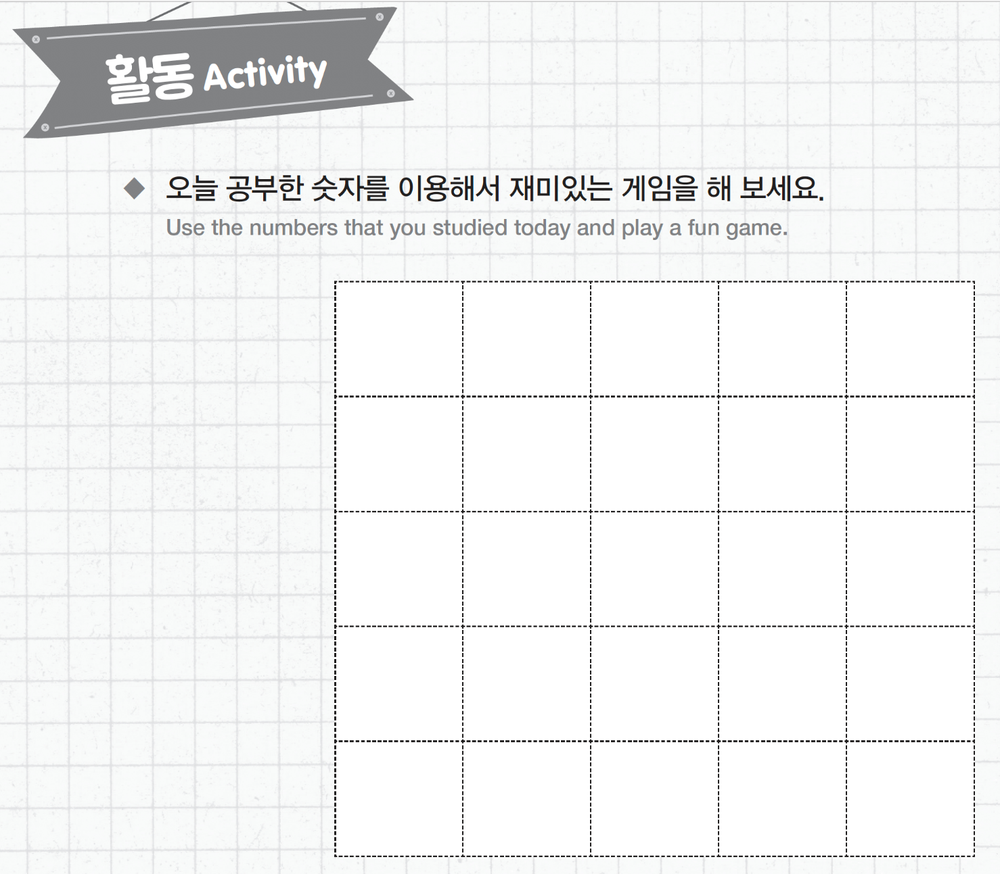 활동 Activity
오늘 공부한 숫자를 이용해서 재미있는 게임을 해 보세요.
Use the numbers that you studied today and play a fun game.